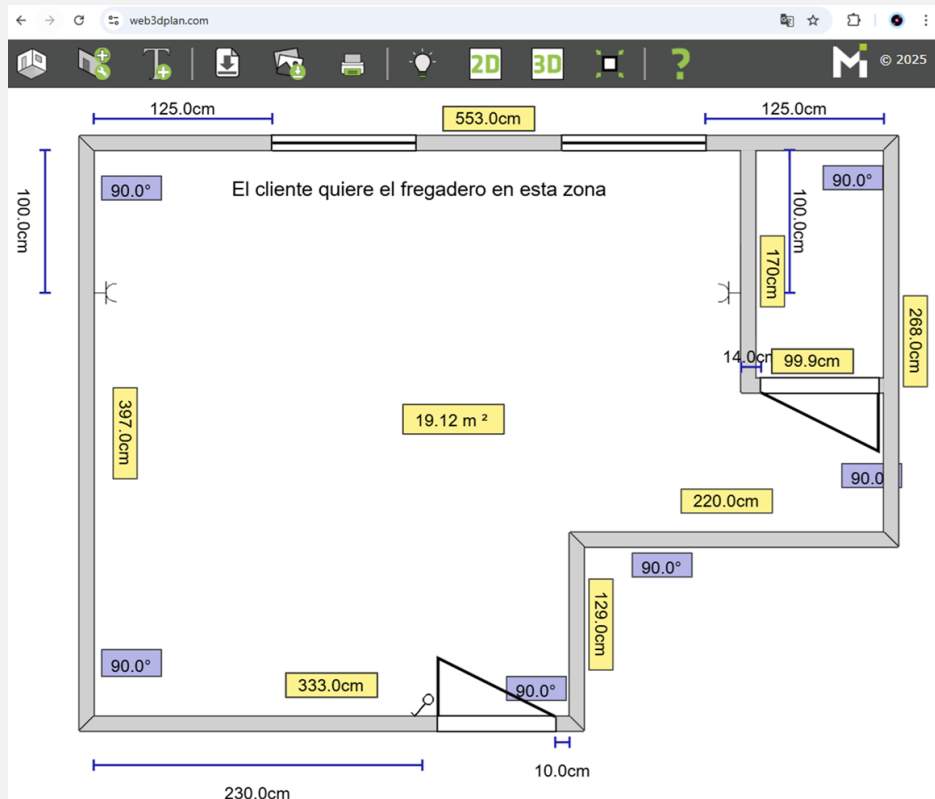 web3dplan.com
2D 3D ? © 2025
125.0cm
553.0cm
125.0cm
El cliente quiere el fregadero en esta zona
90.0°
90.0°
100.0cm
100.0cm
170cm
268.0cm
14.0cm
99.9cm
397.0cm
19.12 m ²
90.0
220.0cm
90.0°
129.0cm
90.0°
333.0cm
90.0°
10.0cm
230.0cm